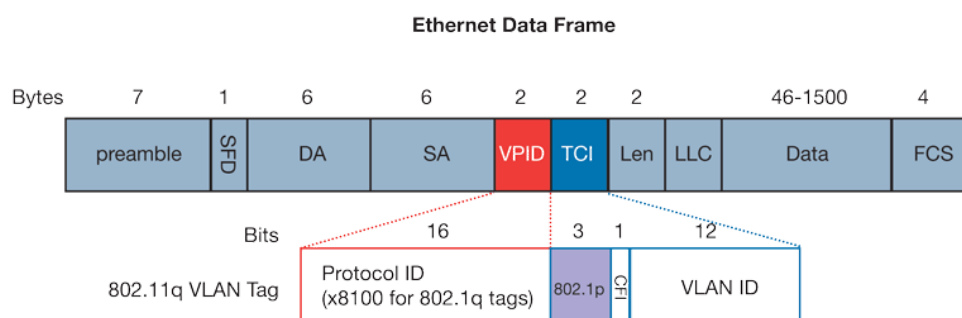 Ethernet Data Frame
Bytes 7 1 6 6 2 2 2 46-1500 4
preamble SFD DA SA VPID TCI Len LLC Data FCS
Bits 16 3 1 12
802.11q VLAN Tag Protocol ID 802.1p CFI VLAN ID
(x8100 for 802.1q tags)